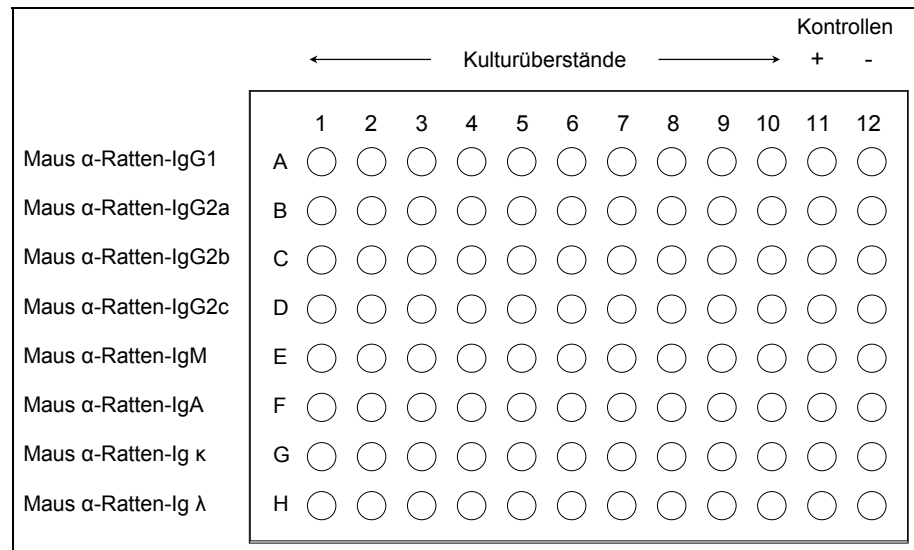 Kontrollen
Kulturüberstände + -
1 2 3 4 5 6 7 8 9 10 11 12
Maus α-Ratten-IgG1 A
Maus α-Ratten-IgG2a B
Maus α-Ratten-IgG2b C
Maus α-Ratten-IgG2c D
Maus α-Ratten-IgM E
Maus α-Ratten-IgA F
Maus α-Ratten-Ig κ G
Maus α-Ratten-Ig λ H